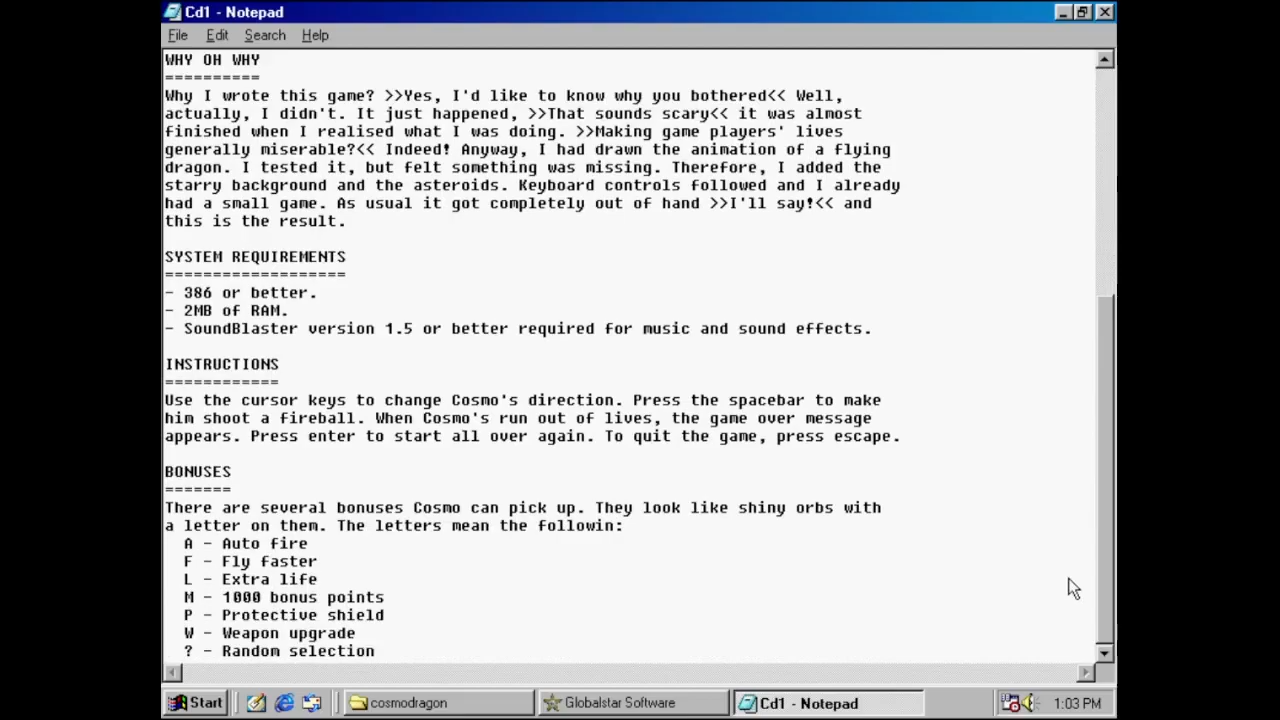 Cd1 - Notepad
File Edit Search Help
WHY OH WHY
==========
Why I wrote this game? >>Yes, I'd like to know why you bothered<< Well,
actually, I didn't. It just happened, >>That sounds scary<< it was almost
finished when I realised what I was doing. >>Making game players' lives
generally miserable?<< Indeed! Anyway, I had drawn the animation of a flying
dragon. I tested it, but felt something was missing. Therefore, I added the
starry background and the asteroids. Keyboard controls followed and I already
had a small game. As usual it got completely out of hand >>I'll say!<< and
this is the result.
SYSTEM REQUIREMENTS
===================
- 386 or better.
- 2MB of RAM.
- SoundBlaster version 1.5 or better required for music and sound effects.
INSTRUCTIONS
============
Use the cursor keys to change Cosmo's direction. Press the spacebar to make
him shoot a fireball. When Cosmo's run out of lives, the game over message
appears. Press enter to start all over again. To quit the game, press escape.
BONUSES
=======
There are several bonuses Cosmo can pick up. They look like shiny orbs with
a letter on them. The letters mean the followin:
A - Auto fire
F - Fly faster
L - Extra life
M - 1000 bonus points
P - Protective shield
W - Weapon upgrade
? - Random selection
Start cosmodragon Globalstar Software Cd1 - Notepad 1:03 PM